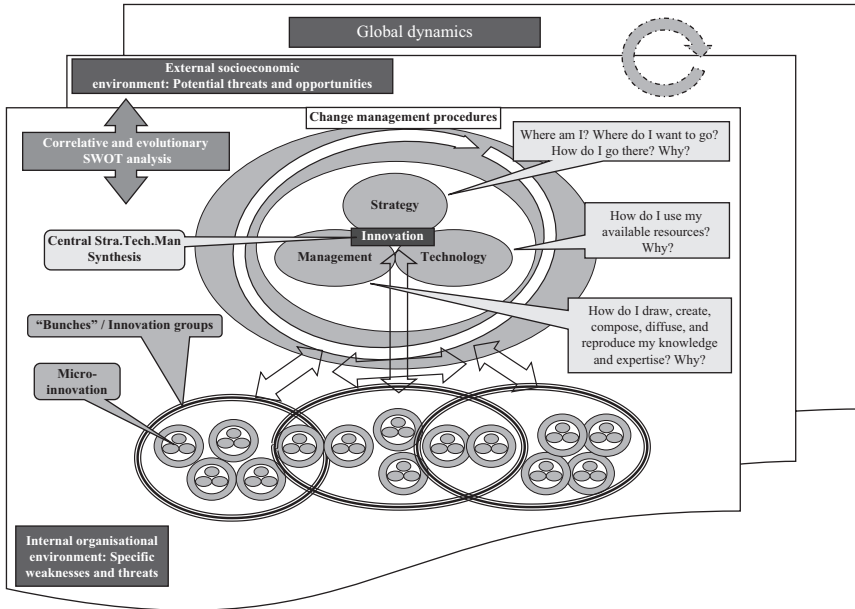 Global dynamics
External socioeconomic
environment: Potential threats and opportunities
Change management procedures
Correlative and evolutionary
SWOT analysis
Where am I? Where do I want to go?
How do I go there? Why?
Strategy
Innovation
Management
Technology
Central Stra.Tech.Man
Synthesis
How do I use my
available resources?
Why?
How do I draw, create,
compose, diffuse, and
reproduce my knowledge
and expertise? Why?
“Bunches” / Innovation groups
Micro-
innovation
Internal organisational
environment: Specific
weaknesses and threats